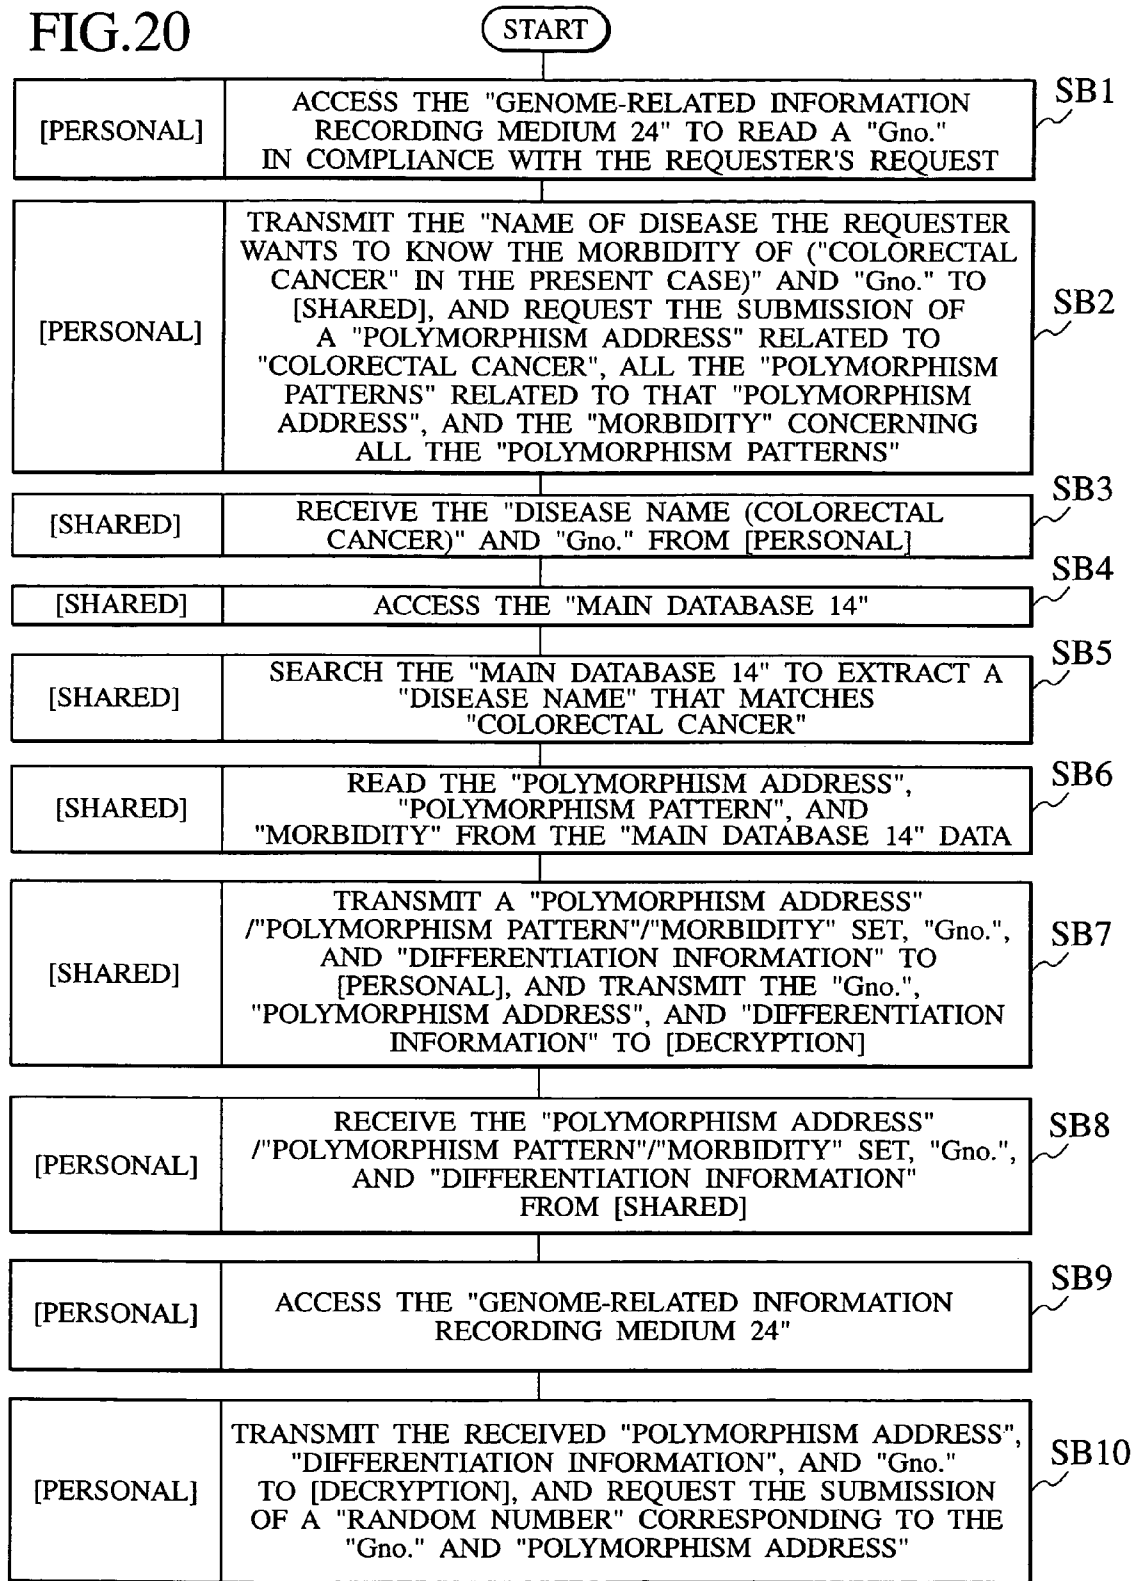 FIG.20
START
SB1
[PERSONAL]
ACCESS THE "GENOME-RELATED INFORMATION
RECORDING MEDIUM 24" TO READ A "Gno."
IN COMPLIANCE WITH THE REQUESTER'S REQUEST
SB2
[PERSONAL]
TRANSMIT THE "NAME OF DISEASE THE REQUESTER
WANTS TO KNOW THE MORBIDITY OF ("COLORECTAL
CANCER" IN THE PRESENT CASE)" AND "Gno." TO
[SHARED], AND REQUEST THE SUBMISSION OF
A "POLYMORPHISM ADDRESS" RELATED TO
"COLORECTAL CANCER", ALL THE "POLYMORPHISM
PATTERNS" RELATED TO THAT "POLYMORPHISM
ADDRESS", AND THE "MORBIDITY" CONCERNING
ALL THE "POLYMORPHISM PATTERNS"
SB3
[SHARED]
RECEIVE THE "DISEASE NAME (COLORECTAL
CANCER)" AND "Gno." FROM [PERSONAL]
SB4
[SHARED]
ACCESS THE "MAIN DATABASE 14"
SB5
[SHARED]
SEARCH THE "MAIN DATABASE 14" TO EXTRACT A
"DISEASE NAME" THAT MATCHES
"COLORECTAL CANCER"
SB6
[SHARED]
READ THE "POLYMORPHISM ADDRESS",
"POLYMORPHISM PATTERN", AND
"MORBIDITY" FROM THE "MAIN DATABASE 14" DATA
SB7
[SHARED]
TRANSMIT A "POLYMORPHISM ADDRESS"
/"POLYMORPHISM PATTERN"/"MORBIDITY" SET, "Gno.",
AND "DIFFERENTIATION INFORMATION" TO
[PERSONAL], AND TRANSMIT THE "Gno.",
"POLYMORPHISM ADDRESS", AND "DIFFERENTIATION
INFORMATION" TO [DECRYPTION]
SB8
[PERSONAL]
RECEIVE THE "POLYMORPHISM ADDRESS"
/"POLYMORPHISM PATTERN"/"MORBIDITY" SET, "Gno.",
AND "DIFFERENTIATION INFORMATION"
FROM [SHARED]
SB9
[PERSONAL]
ACCESS THE "GENOME-RELATED INFORMATION
RECORDING MEDIUM 24"
SB10
[PERSONAL]
TRANSMIT THE RECEIVED "POLYMORPHISM ADDRESS",
"DIFFERENTIATION INFORMATION", AND "Gno."
TO [DECRYPTION], AND REQUEST THE SUBMISSION
OF A "RANDOM NUMBER" CORRESPONDING TO THE
"Gno." AND "POLYMORPHISM ADDRESS"